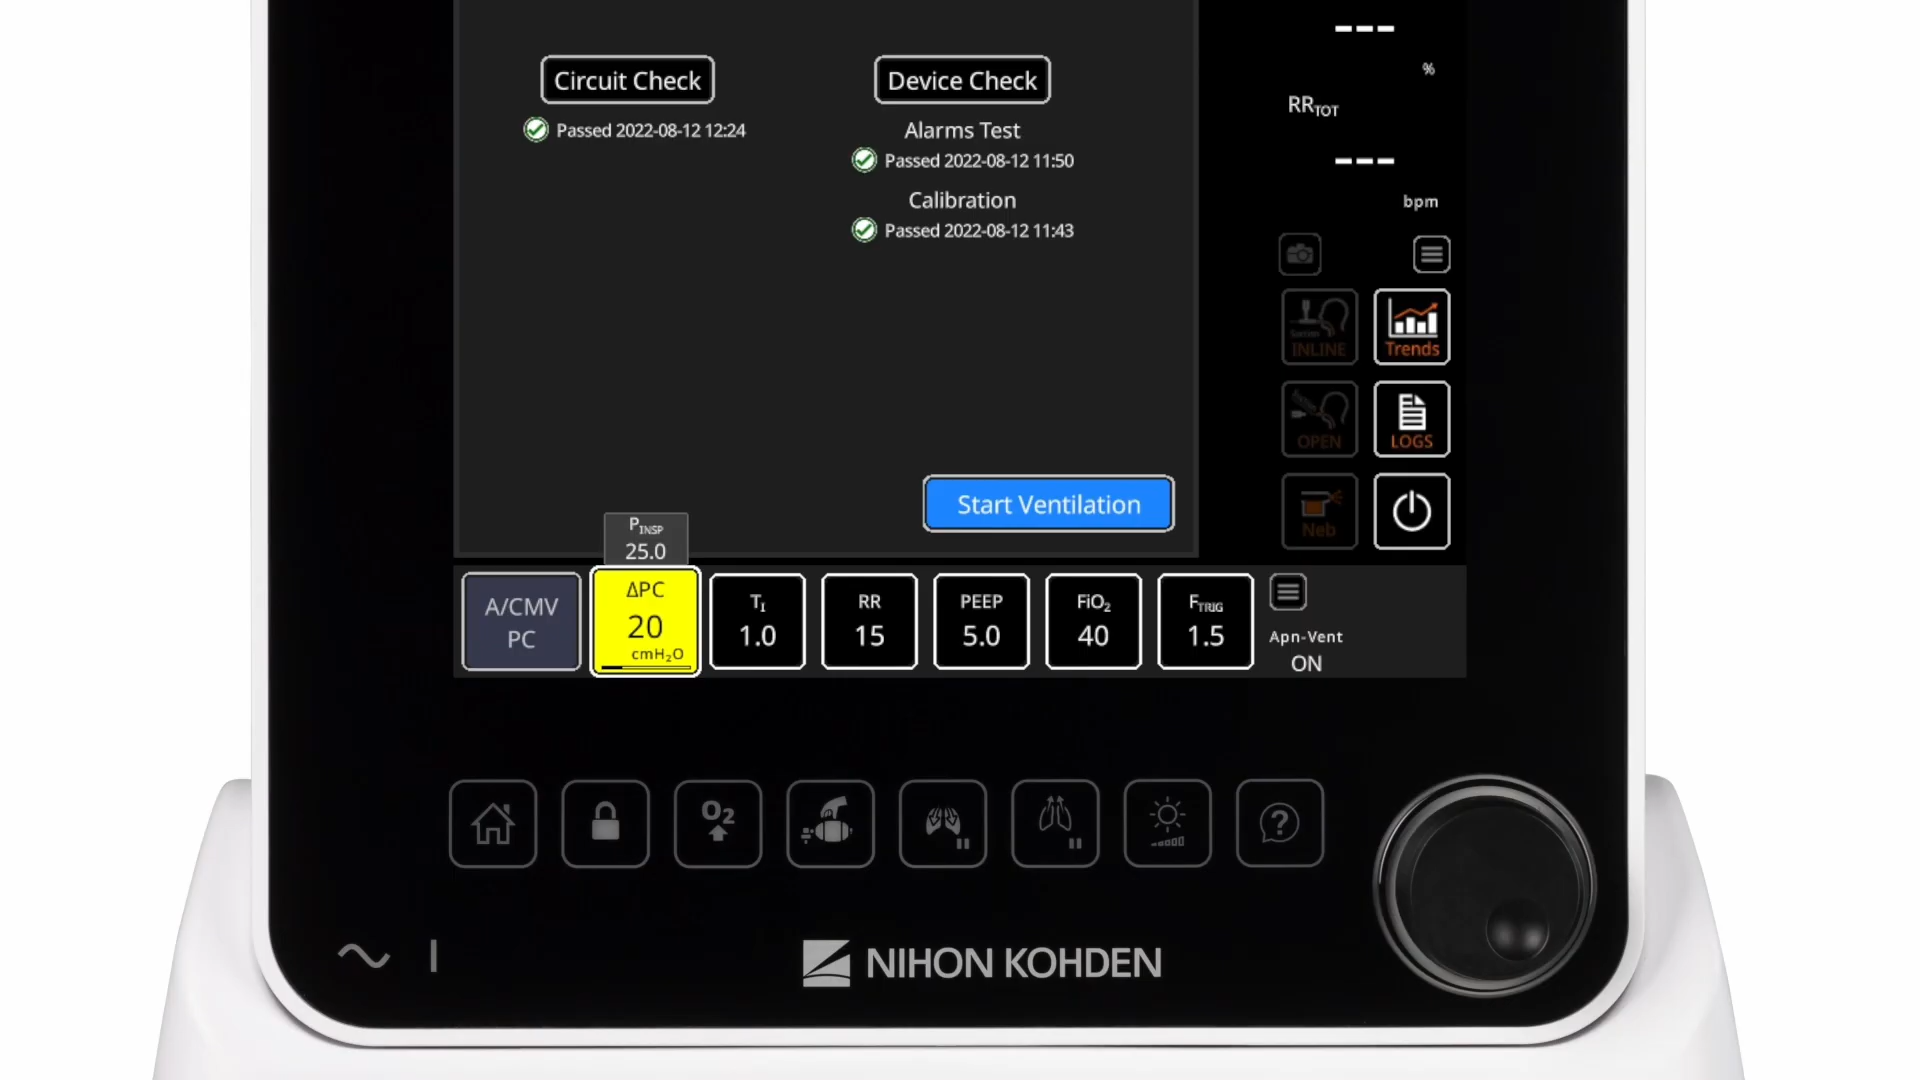 Circuit Check
Passed 2022-08-12 12:24
Device Check
Alarms Test
Passed 2022-08-12 11:50
Calibration
Passed 2022-08-12 11:43
---
%
RRTOT
---
bpm
INLINE
Trends
OPEN
LOGS
Neb
Start Ventilation
PINSP
25.0
A/CMV
PC
ΔPC
20
cmH₂O
TI
1.0
RR
15
PEEP
5.0
FiO₂
40
FTRIG
1.5
Apn-Vent
ON
O₂
?
NIHON KOHDEN